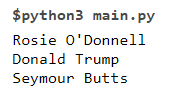 $python3 main.py
Rosie O'Donnell
Donald Trump
Seymour Butts